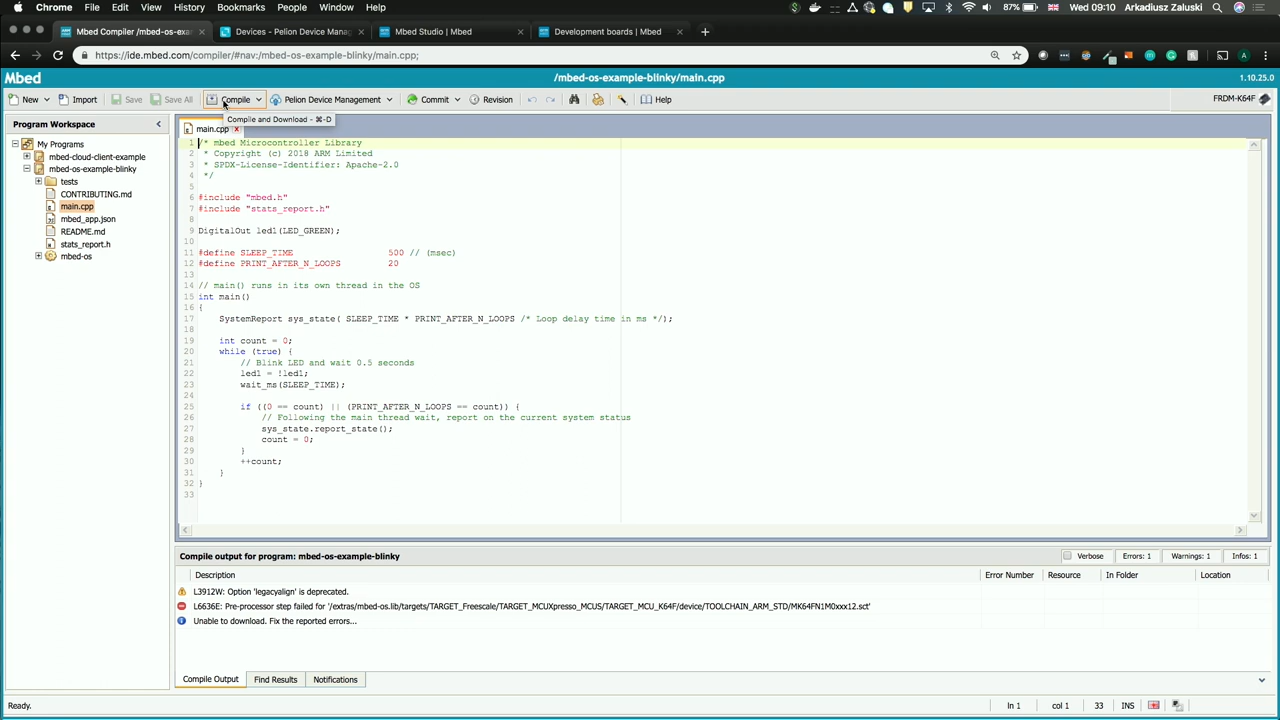 Chrome File Edit View History Bookmarks People Window Help 87% Wed 09:10 Arkadiusz Zaluski
Mbed Compiler /mbed-os-exa Devices - Pelion Device Manag Mbed Studio | Mbed Development boards | Mbed
https://ide.mbed.com/compiler/#nav:/mbed-os-example-blinky/main.cpp;
Mbed /mbed-os-example-blinky/main.cpp 1.10.25.0
New Import Save Save All Compile Pelion Device Management Commit Revision Help FRDM-K64F
Compile and Download - ⌘-D
Program Workspace
My Programs
mbed-cloud-client-example
mbed-os-example-blinky
tests
CONTRIBUTING.md
main.cpp
mbed_app.json
README.md
stats_report.h
mbed-os
main.cpp
1 /* mbed Microcontroller Library
2 * Copyright (c) 2018 ARM Limited
3 * SPDX-License-Identifier: Apache-2.0
4 */
5
6 #include "mbed.h"
7 #include "stats_report.h"
8
9 DigitalOut led1(LED_GREEN);
10
11 #define SLEEP_TIME 500 // (msec)
12 #define PRINT_AFTER_N_LOOPS 20
13
14 // main() runs in its own thread in the OS
15 int main()
16 {
17 SystemReport sys_state( SLEEP_TIME * PRINT_AFTER_N_LOOPS /* Loop delay time in ms */);
18
19 int count = 0;
20 while (true) {
21 // Blink LED and wait 0.5 seconds
22 led1 = !led1;
23 wait_ms(SLEEP_TIME);
24
25 if ((0 == count) || (PRINT_AFTER_N_LOOPS == count)) {
26 // Following the main thread wait, report on the current system status
27 sys_state.report_state();
28 count = 0;
29 }
30 ++count;
31 }
32 }
33
Compile output for program: mbed-os-example-blinky Verbose Errors: 1 Warnings: 1 Infos: 1
Description Error Number Resource In Folder Location
L3912W: Option 'legacyalign' is deprecated.
L6636E: Pre-processor step failed for '/extras/mbed-os.lib/targets/TARGET_Freescale/TARGET_MCUXpresso_MCUS/TARGET_MCU_K64F/device/TOOLCHAIN_ARM_STD/MK64FN1M0xxx12.sct'
Unable to download. Fix the reported errors...
Compile Output Find Results Notifications
Ready. ln 1 col 1 33 INS